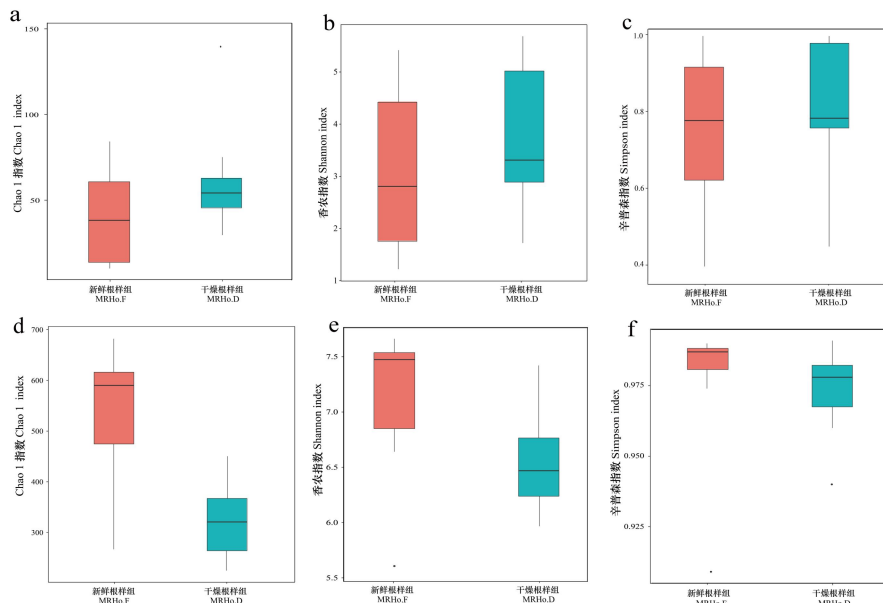 a
150
100
50
Chao 1 指数 Chao 1 index
新鲜根样组
MRHo.F
干燥根样组
MRHo.D
b
5
4
3
2
1
香农指数 Shannon index
新鲜根样组
MRHo.F
干燥根样组
MRHo.D
c
1.0
0.8
0.6
0.4
辛普森指数 Simpson index
新鲜根样组
MRHo.F
干燥根样组
MRHo.D
d
700
600
500
400
300
Chao 1 指数 Chao 1 index
新鲜根样组
MRHo.F
干燥根样组
MRHo.D
e
7.5
7.0
6.5
6.0
5.5
香农指数 Shannon index
新鲜根样组
MRHo.F
干燥根样组
MRHo.D
f
0.975
0.950
0.925
辛普森指数 Simpson index
新鲜根样组
MRHo.F
干燥根样组
MRHo.D